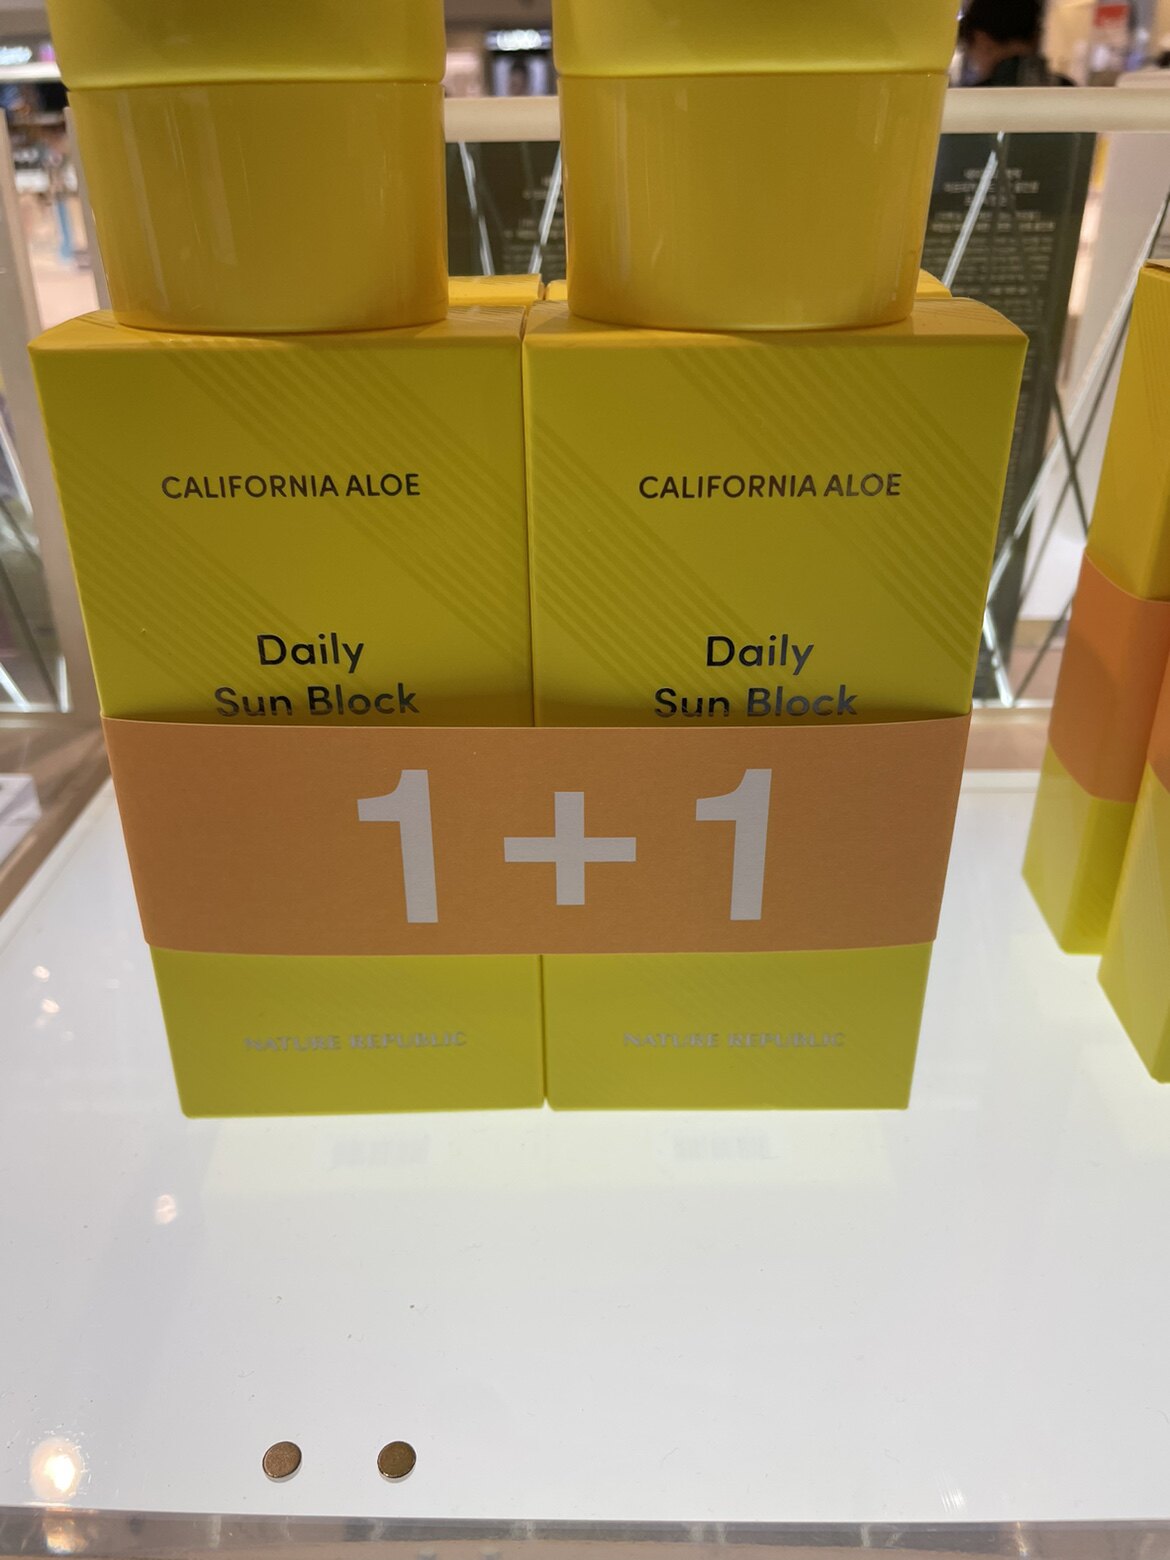 CALIFORNIA ALOE
Daily
Sun Block
CALIFORNIA ALOE
Daily
Sun Block
1+1
NATURE REPUBLIC
NATURE REPUBLIC